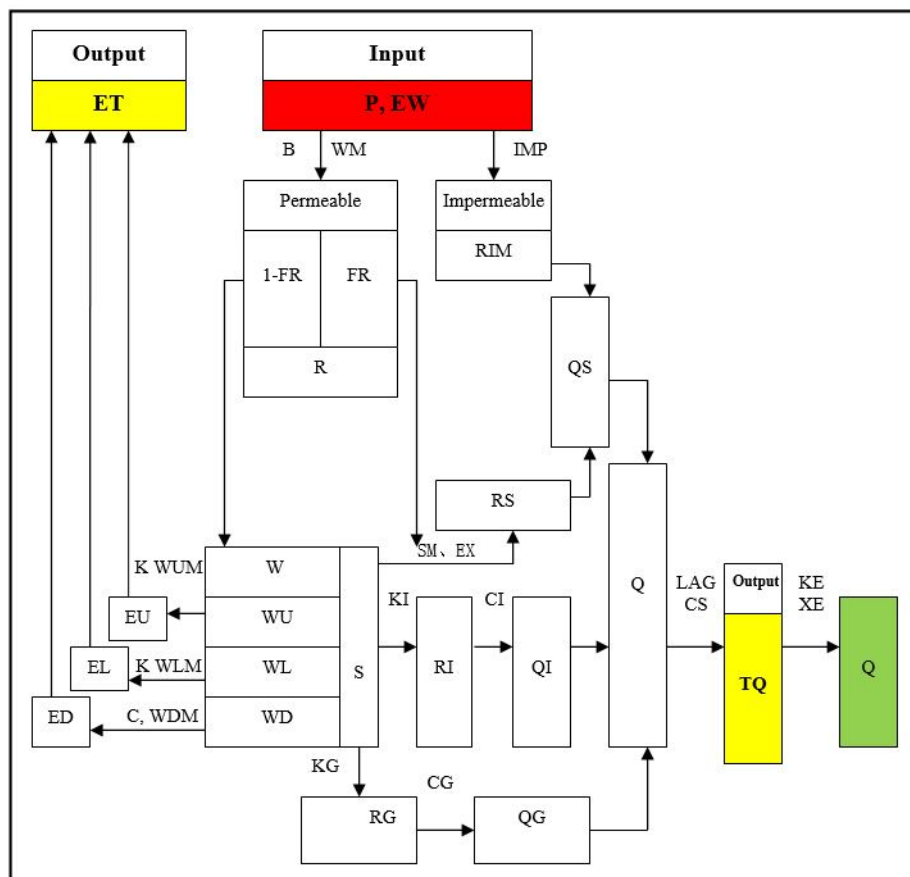 Output
ET
Input
P, EW
B
WM
IMP
Permeable
1-FR
FR
R
Impermeable
RIM
QS
RS
SM、EX
K WUM
W
EU
WU
K WLM
EL
WL
C, WDM
ED
WD
S
KI
RI
CI
QI
Q
LAG
CS
Output
TQ
KE
XE
Q
KG
RG
CG
QG